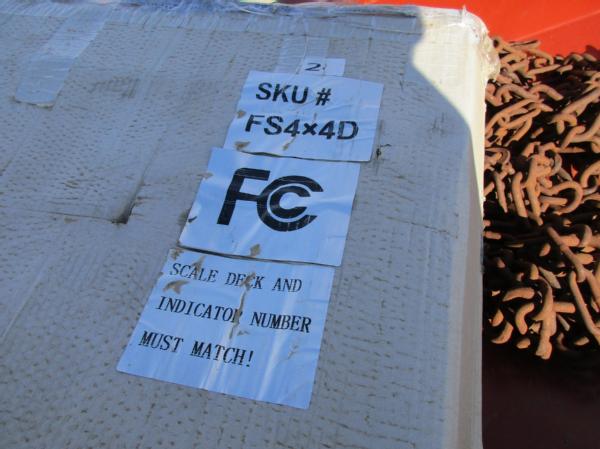 2
SKU #
FS4×4D
FC
SCALE DECK AND
INDICATOR NUMBER
MUST MATCH!